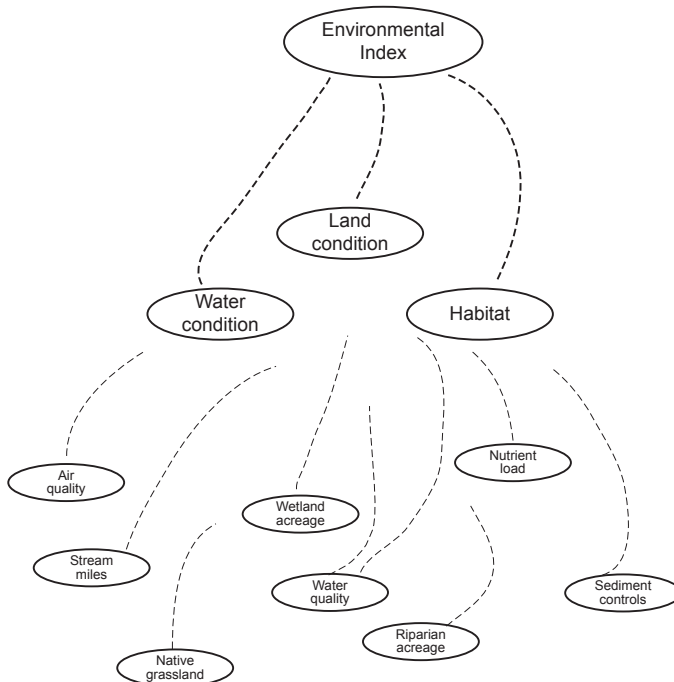 Environmental
Index
Land
condition
Water
condition
Habitat
Air
quality
Nutrient
load
Wetland
acreage
Stream
miles
Water
quality
Sediment
controls
Riparian
acreage
Native
grassland